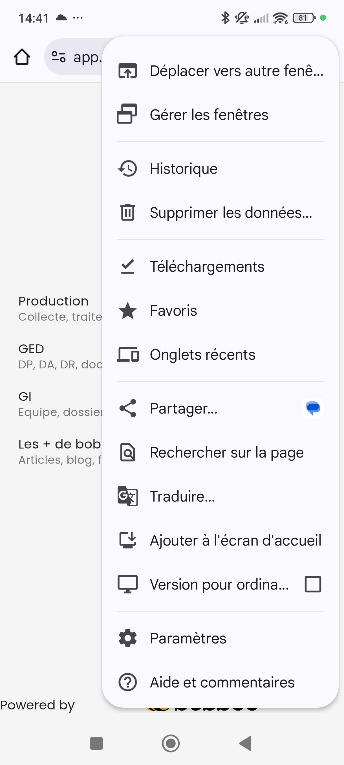 14:41
81
app.
Déplacer vers autre fenê...
Gérer les fenêtres
Historique
Supprimer les données...
Téléchargements
Favoris
Onglets récents
Production
Collecte, traite
GED
DP, DA, DR, doc
GI
Equipe, dossier
Les + de bob
Articles, blog, f
Partager...
Rechercher sur la page
Traduire...
Ajouter à l'écran d'accueil
Version pour ordina...
Paramètres
Aide et commentaires
Powered by